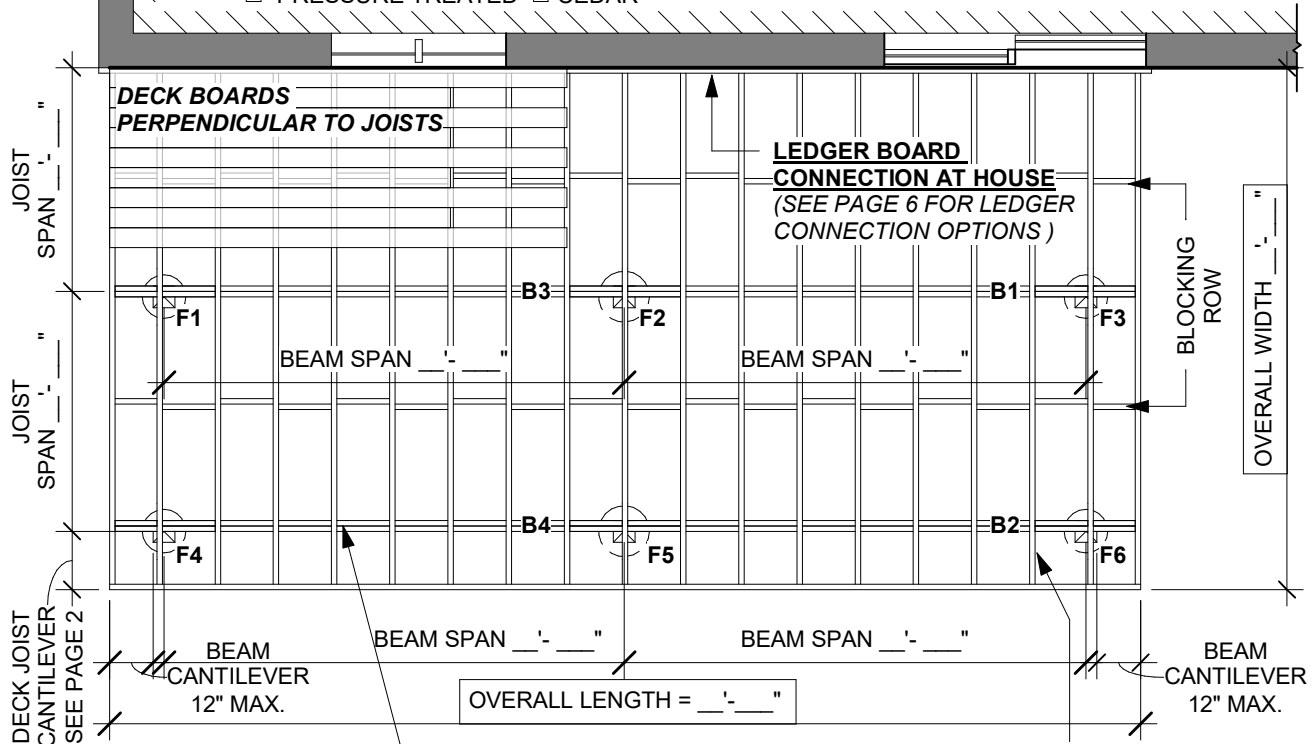 PRESSURE TREATED CEDAR
DECK BOARDS
PERPENDICULAR TO JOISTS
LEDGER BOARD
CONNECTION AT HOUSE
(SEE PAGE 6 FOR LEDGER
CONNECTION OPTIONS )
JOIST
SPAN __'- ___"
B3
B1
F1
F2
F3
BLOCKING
ROW
OVERALL WIDTH __'-___"
BEAM SPAN __'- ___"
BEAM SPAN __'- ___"
JOIST
SPAN __'- ___"
B4
B2
F4
F5
F6
DECK JOIST
CANTILEVER
SEE PAGE 2
BEAM SPAN __'- ___"
BEAM SPAN __'- ___"
BEAM
CANTILEVER
12" MAX.
BEAM
CANTILEVER
12" MAX.
OVERALL LENGTH = __'-___"